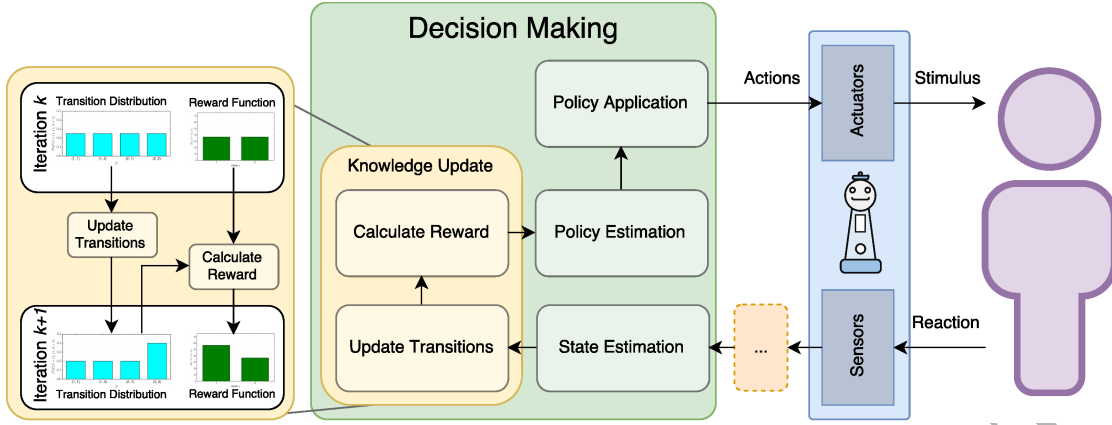 Decision Making
Iteration k
Transition Distribution
Reward Function
Update
Transitions
Calculate
Reward
Iteration k+1
Transition Distribution
Reward Function
Knowledge Update
Calculate Reward
Update Transitions
Policy Application
Policy Estimation
State Estimation
...
Actions
Actuators
Stimulus
Sensors
Reaction